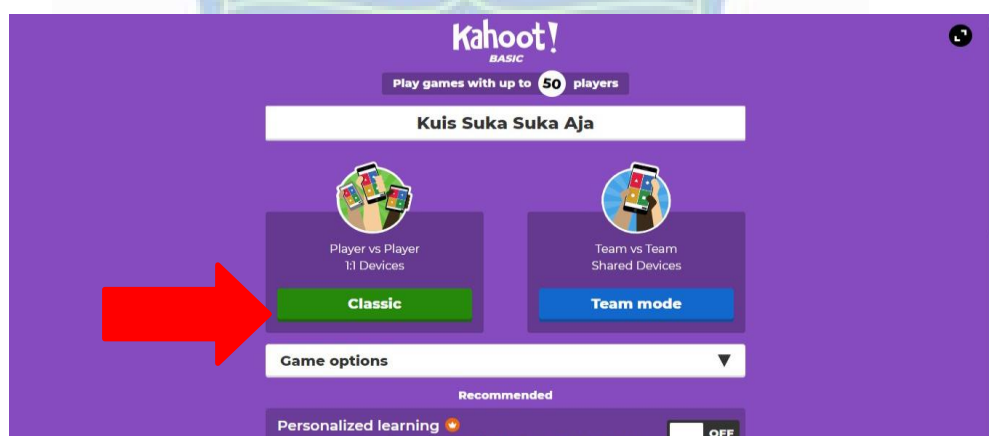 Kahoot!
BASIC
Play games with up to 50 players
Kuis Suka Suka Aja
Player vs Player
1:1 Devices
Classic
Team vs Team
Shared Devices
Team mode
Game options
Recommended
Personalized learning
OFF